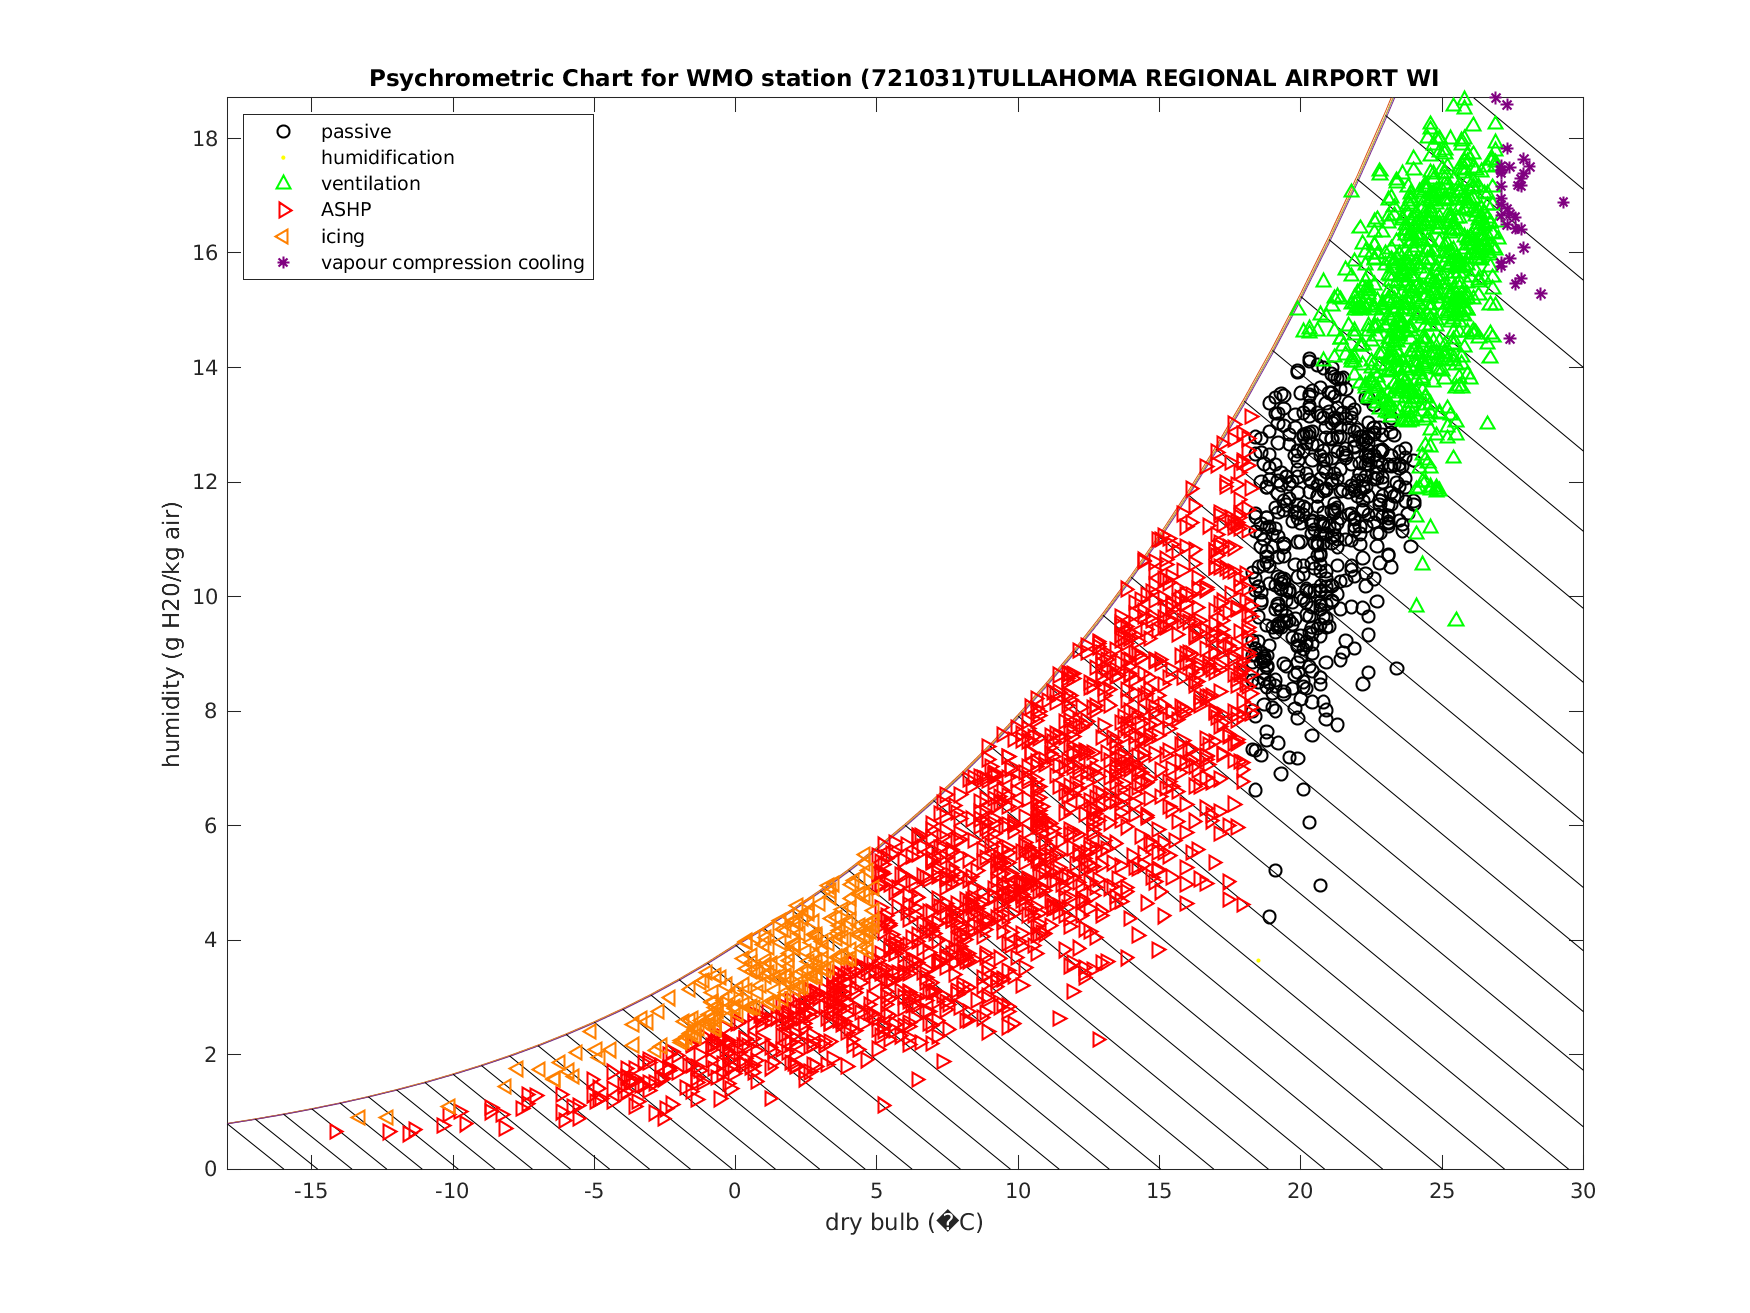 Psychrometric Chart for WMO station (721031)TULLAHOMA REGIONAL AIRPORT WI
passive
humidification
ventilation
ASHP
icing
vapour compression cooling
humidity (g H20/kg air)
18
16
14
12
10
8
6
4
2
0
-15 -10 -5 0 5 10 15 20 25 30
dry bulb (�C)